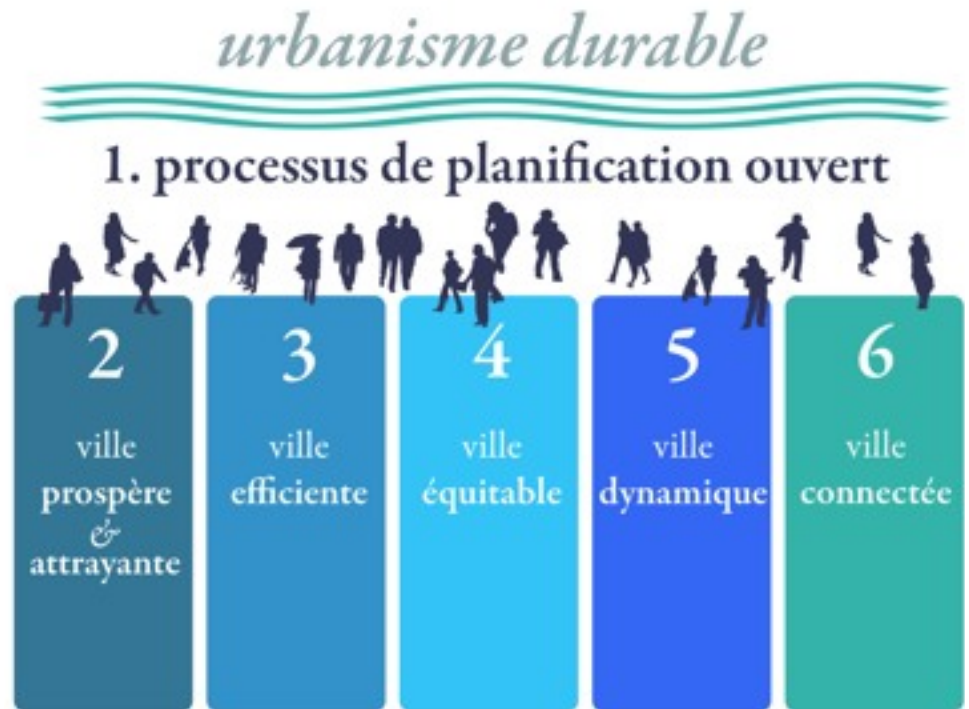 urbanisme durable
1. processus de planification ouvert
2
ville
prospère
&
attrayante
3
ville
efficiente
4
ville
équitable
5
ville
dynamique
6
ville
connectée